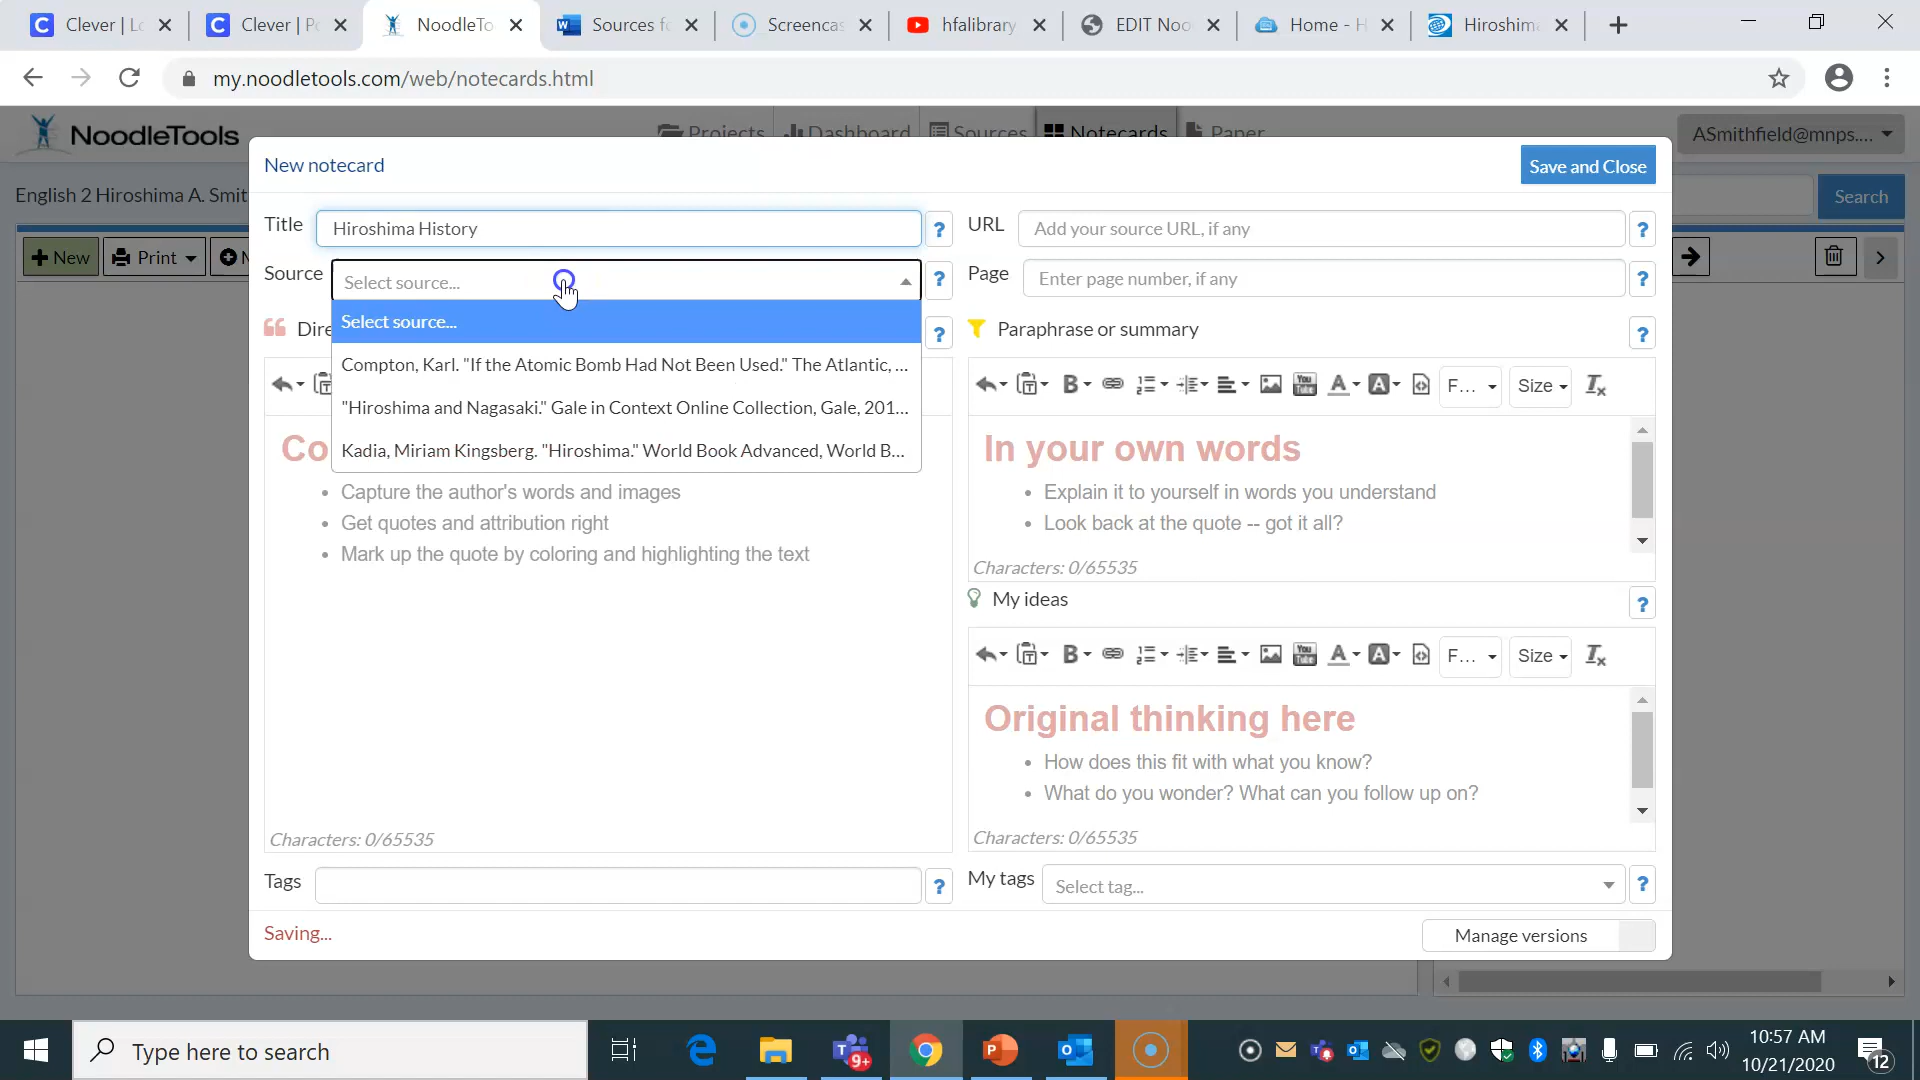 Clever | Lo
Clever | Po
NoodleTo
Sources fo
Screencas
hfalibrary
EDIT Noo
Home - H
Hiroshim
my.noodletools.com/web/notecards.html
NoodleTools
Projects
Dashboard
Sources
Notecards
Paper
ASmithfield@mnps....
English 2 Hiroshima A. Smit
Search
New notecard
Save and Close
Title
Hiroshima History
?
URL
Add your source URL, if any
?
New
Print
Source
Select source...
?
Page
Enter page number, if any
?
Select source...
Compton, Karl. "If the Atomic Bomb Had Not Been Used." The Atlantic, ...
"Hiroshima and Nagasaki." Gale in Context Online Collection, Gale, 201...
Kadia, Miriam Kingsberg. "Hiroshima." World Book Advanced, World B...
Dire
?
Paraphrase or summary
?
F...
Size
Co
Capture the author's words and images
Get quotes and attribution right
Mark up the quote by coloring and highlighting the text
Characters: 0/65535
In your own words
Explain it to yourself in words you understand
Look back at the quote -- got it all?
Characters: 0/65535
My ideas
?
F...
Size
Original thinking here
How does this fit with what you know?
What do you wonder? What can you follow up on?
Characters: 0/65535
Tags
?
My tags
Select tag...
?
Saving...
Manage versions
Type here to search
9+
10:57 AM
10/21/2020
12